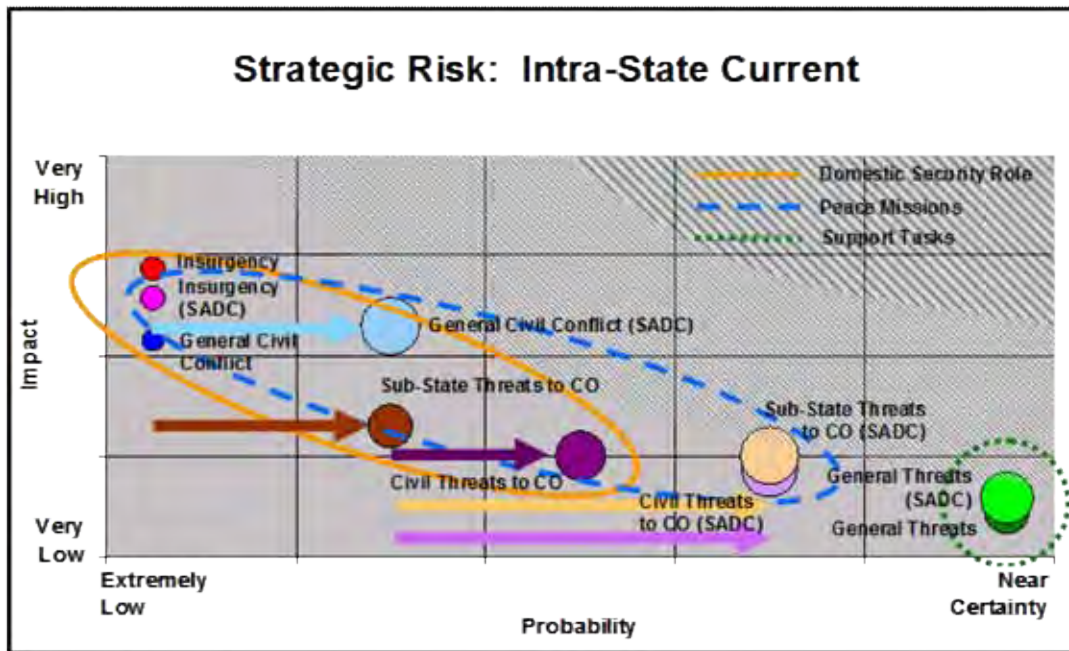 Strategic Risk: Intra-State Current
Very
High
Domestic Security Role
Peace Missions
Support Tasks
Insurgency
Insurgency
(SADC)
General Civil Conflict (SADC)
General Civil
Conflict
Impact
Sub-State Threats to CO
Sub-State Threats
to CO (SADC)
Civil Threats to CO
General Threats
(SADC)
Civil Threats
to CO (SADC)
General Threats
Very
Low
Extremely
Low
Near
Certainty
Probability